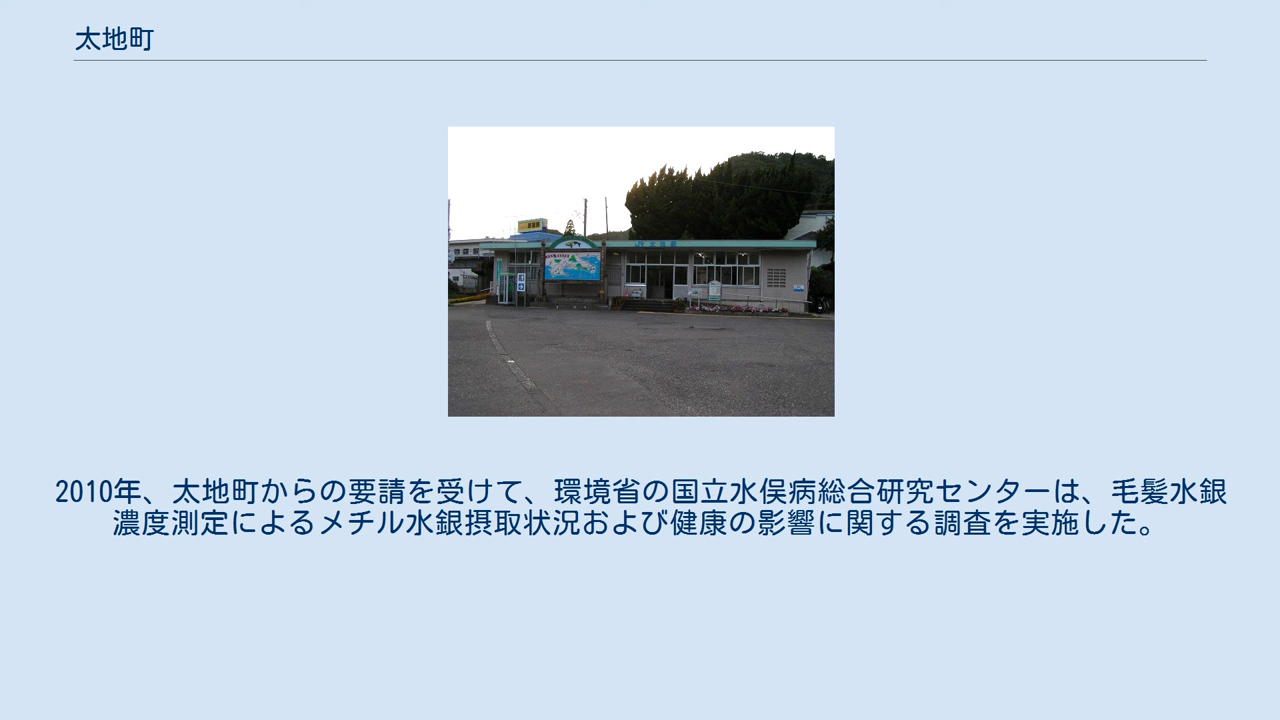 太地町
2010年、太地町からの要請を受けて、環境省の国立水俣病総合研究センターは、毛髪水銀
濃度測定によるメチル水銀摂取状況および健康の影響に関する調査を実施した。